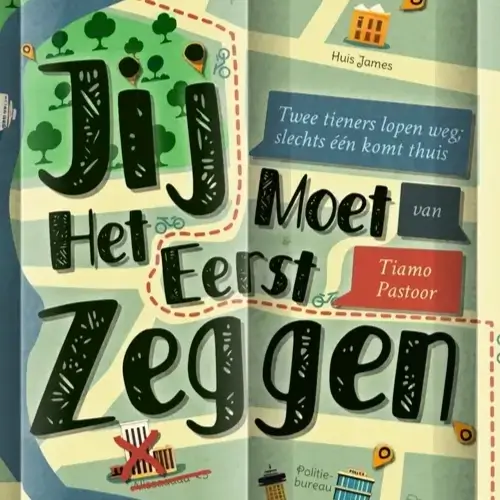 Huis James
Jij
Twee tieners lopen weg;
slechts één komt thuis
Moet
van
Het
Eerst
Tiamo
Pastoor
Zeggen
Politie-
bureau